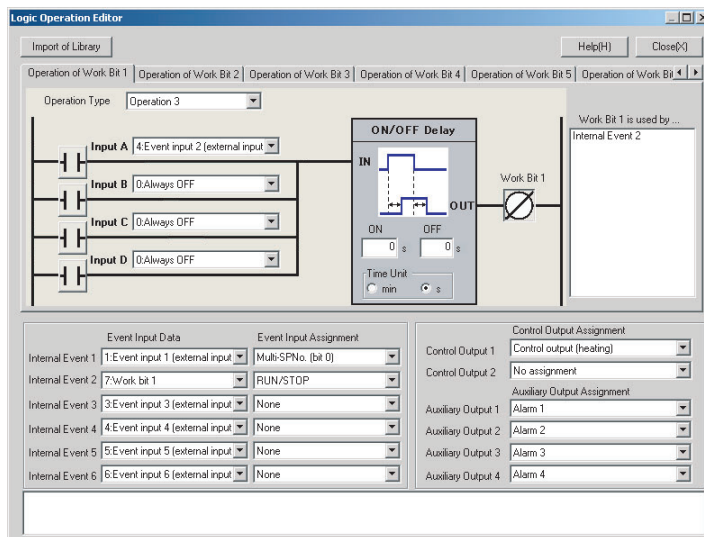 Logic Operation Editor
Import of Library Help(H) Close(X)
Operation of Work Bit 1 Operation of Work Bit 2 Operation of Work Bit 3 Operation of Work Bit 4 Operation of Work Bit 5 Operation of Work Bi
Operation Type Operation 3
Work Bit 1 is used by ...
Internal Event 2
Input A 4:Event input 2 (external input
Input B 0:Always OFF
Input C 0:Always OFF
Input D 0:Always OFF
ON/OFF Delay
IN
OUT
ON OFF
0 s 0 s
Time Unit
min s
Work Bit 1
Event Input Data Event Input Assignment
Internal Event 1 1:Event input 1 (external input Multi-SPNo. (bit 0)
Internal Event 2 7:Work bit 1 RUN/STOP
Internal Event 3 3:Event input 3 (external input None
Internal Event 4 4:Event input 4 (external input None
Internal Event 5 5:Event input 5 (external input None
Internal Event 6 6:Event input 6 (external input None
Control Output Assignment
Control Output 1 Control output (heating)
Control Output 2 No assignment
Auxiliary Output Assignment
Auxiliary Output 1 Alarm 1
Auxiliary Output 2 Alarm 2
Auxiliary Output 3 Alarm 3
Auxiliary Output 4 Alarm 4